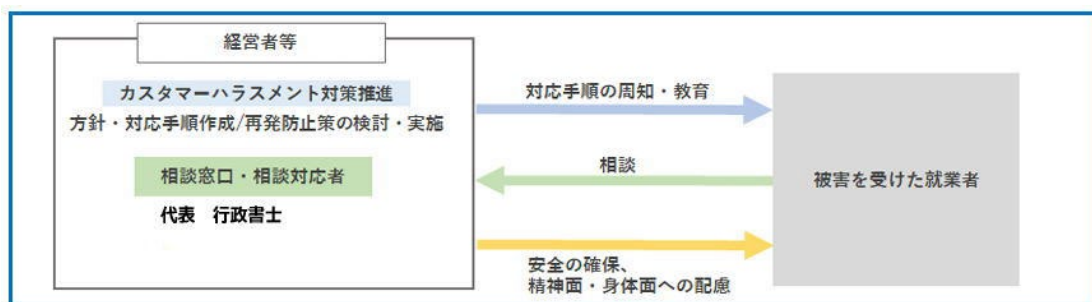 経営者等
カスタマーハラスメント対策推進
方針・対応手順作成/再発防止策の検討・実施
相談窓口・相談対応者
代表　行政書士
対応手順の周知・教育
相談
安全の確保、
精神面・身体面への配慮
被害を受けた就業者